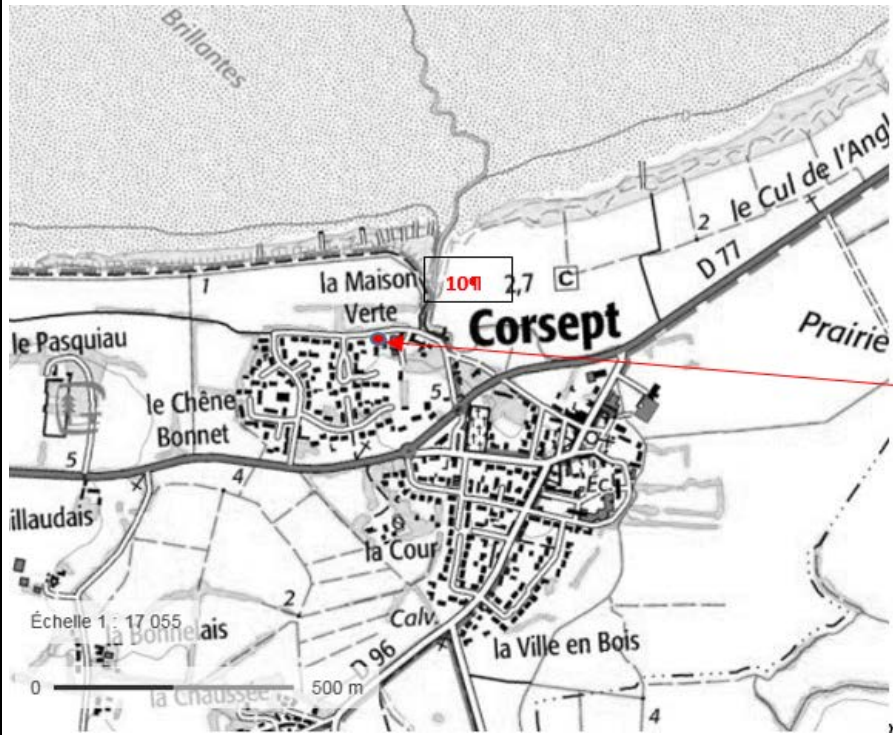 Brillantes
le Cul de l'Angl
2
D 77
la Maison
Verte
10¶
2,7
C
1
Corsept
Prairie
le Pasquiau
le Chêne
Bonnet
5
5
4
Éc.
illaudais
la Cour
2
Calv.
Échelle 1 : 17 055
la Bonnelais
D 96
la Ville en Bois
0
500 m
la Chaussée
4